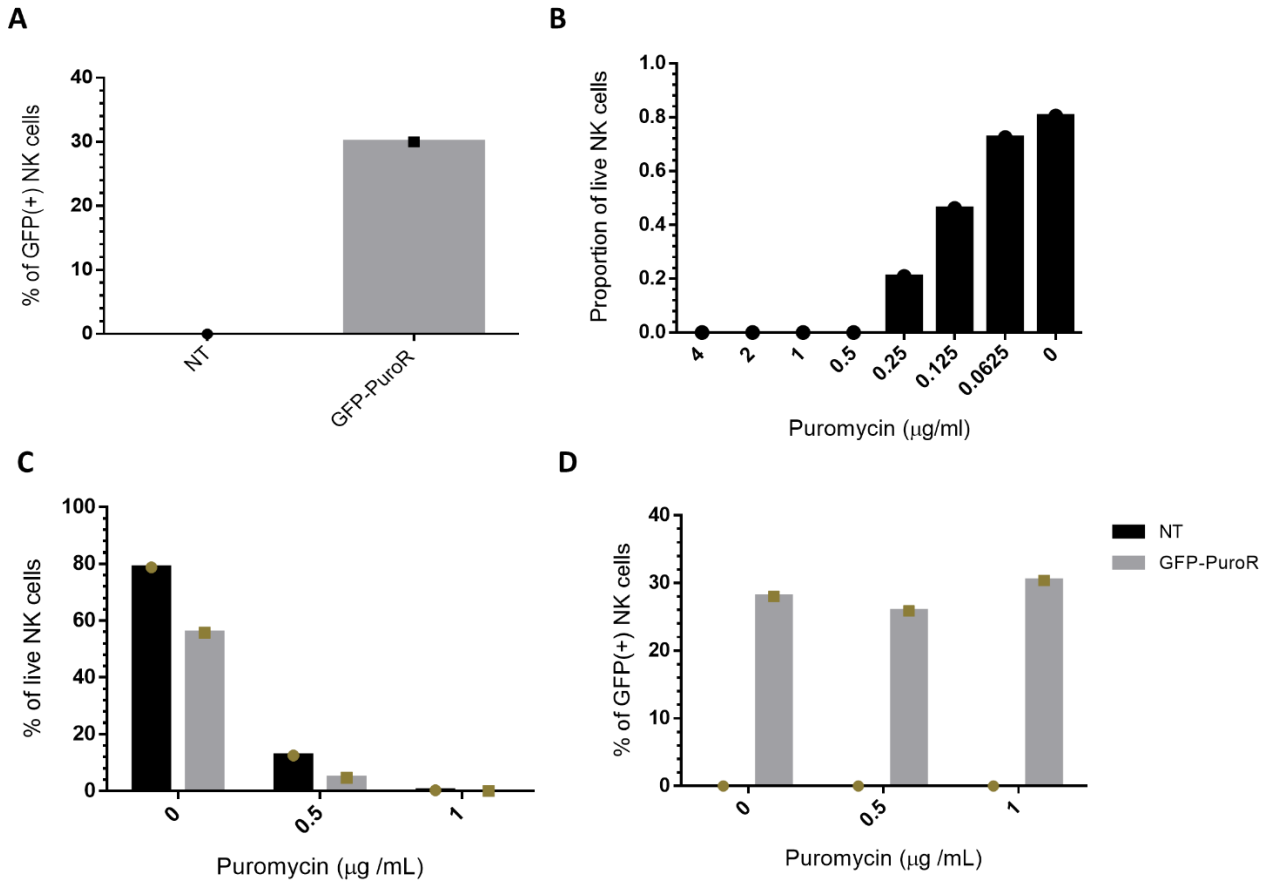 A
% of GFP(+) NK cells
40
30
20
10
0
NT
GFP-PuroR
B
Proportion of live NK cells
1.0
0.8
0.6
0.4
0.2
0.0
4
2
1
0.5
0.25
0.125
0.0625
0
Puromycin (μg/ml)
C
% of live NK cells
100
80
60
40
20
0
0
0.5
1
Puromycin (μg /mL)
D
% of GFP(+) NK cells
40
30
20
10
0
0
0.5
1
Puromycin (μg /mL)
NT
GFP-PuroR